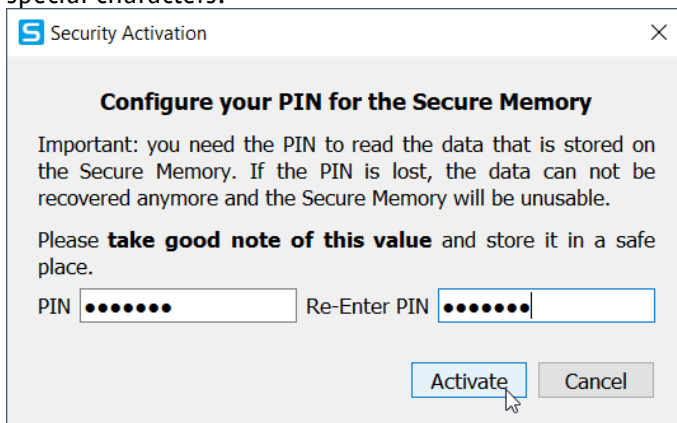 special characters.
Security Activation
Configure your PIN for the Secure Memory
Important: you need the PIN to read the data that is stored on
the Secure Memory. If the PIN is lost, the data can not be
recovered anymore and the Secure Memory will be unusable.
Please take good note of this value and store it in a safe
place.
PIN ●●●●●●● Re-Enter PIN ●●●●●●●
Activate Cancel